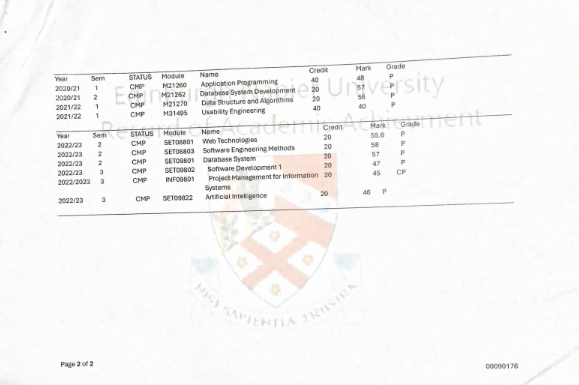 Edinburgh Napier University
Record of Academic Achievement
Year Sem STATUS Module Name Credit Mark Grade
2020/21 1 CMP M21260 Application Programming 40 48 P
2020/21 2 CMP M21262 Database System Development 20 57 P
2021/22 1 CMP M21270 Data Structure and Algorithms 20 56 P
2021/22 1 CMP M31495 Usability Engineering 40 40 P
Year Sem STATUS Module Name Credit Mark Grade
2022/23 2 CMP SET08801 Web Technologies 20 55.6 P
2022/23 2 CMP SET08803 Software Engineering Methods 20 58 P
2022/23 2 CMP SET09801 Database System 20 57 P
2022/23 3 CMP SET09802 Software Development 1 20 47 P
2022/2023 3 CMP INF09801 Project Management for Information 20 45 CP
Systems
2022/23 3 CMP SET09822 Artificial Intelligence 20 46 P
NISI SAPIENTIA FRUSTRA
Page 2 of 2
00090176